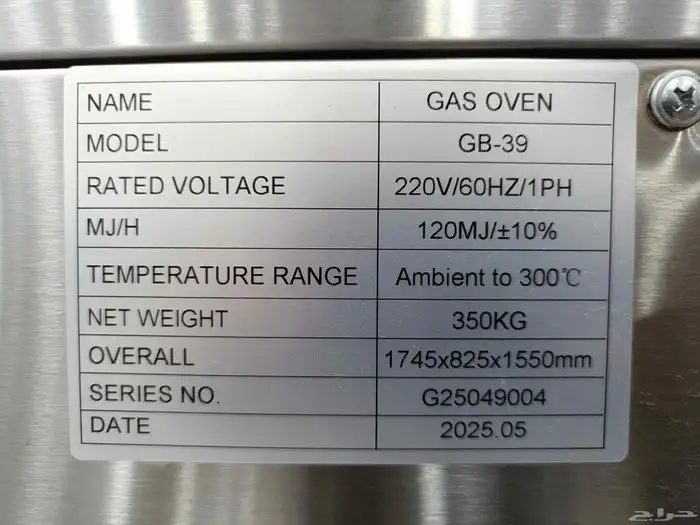 NAME GAS OVEN
MODEL GB-39
RATED VOLTAGE 220V/60HZ/1PH
MJ/H 120MJ/±10%
TEMPERATURE RANGE Ambient to 300℃
NET WEIGHT 350KG
OVERALL 1745x825x1550mm
SERIES NO. G25049004
DATE 2025.05
حراج